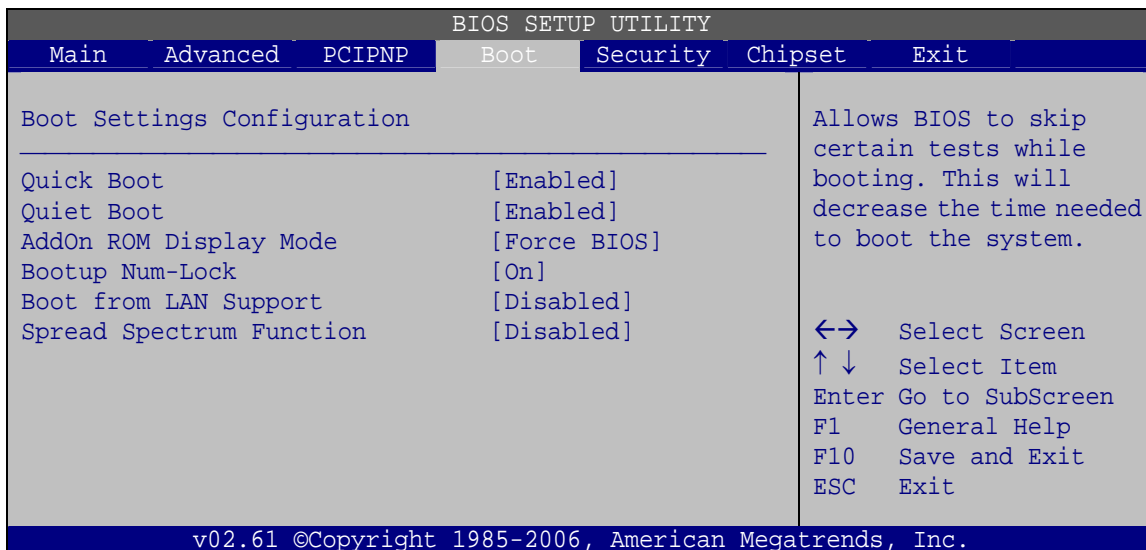 BIOS SETUP UTILITY
Main Advanced PCIPNP Boot Security Chipset Exit
Boot Settings Configuration
Quick Boot [Enabled]
Quiet Boot [Enabled]
AddOn ROM Display Mode [Force BIOS]
Bootup Num-Lock [On]
Boot from LAN Support [Disabled]
Spread Spectrum Function [Disabled]
Allows BIOS to skip
certain tests while
booting. This will
decrease the time needed
to boot the system.
←→ Select Screen
↑ ↓ Select Item
Enter Go to SubScreen
F1 General Help
F10 Save and Exit
ESC Exit
v02.61 ©Copyright 1985-2006, American Megatrends, Inc.